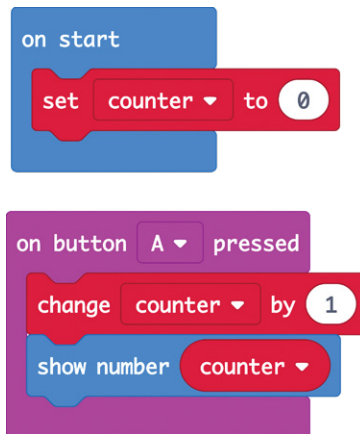 on start
set counter to 0
on button A pressed
change counter by 1
show number counter